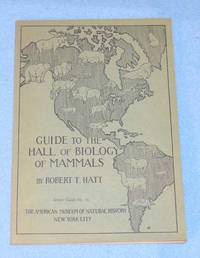 GUIDE TO THE
HALL OF BIOLOGY
OF MAMMALS
BY ROBERT T. HATT
THE AMERICAN MUSEUM OF NATURAL HISTORY
NEW YORK CITY